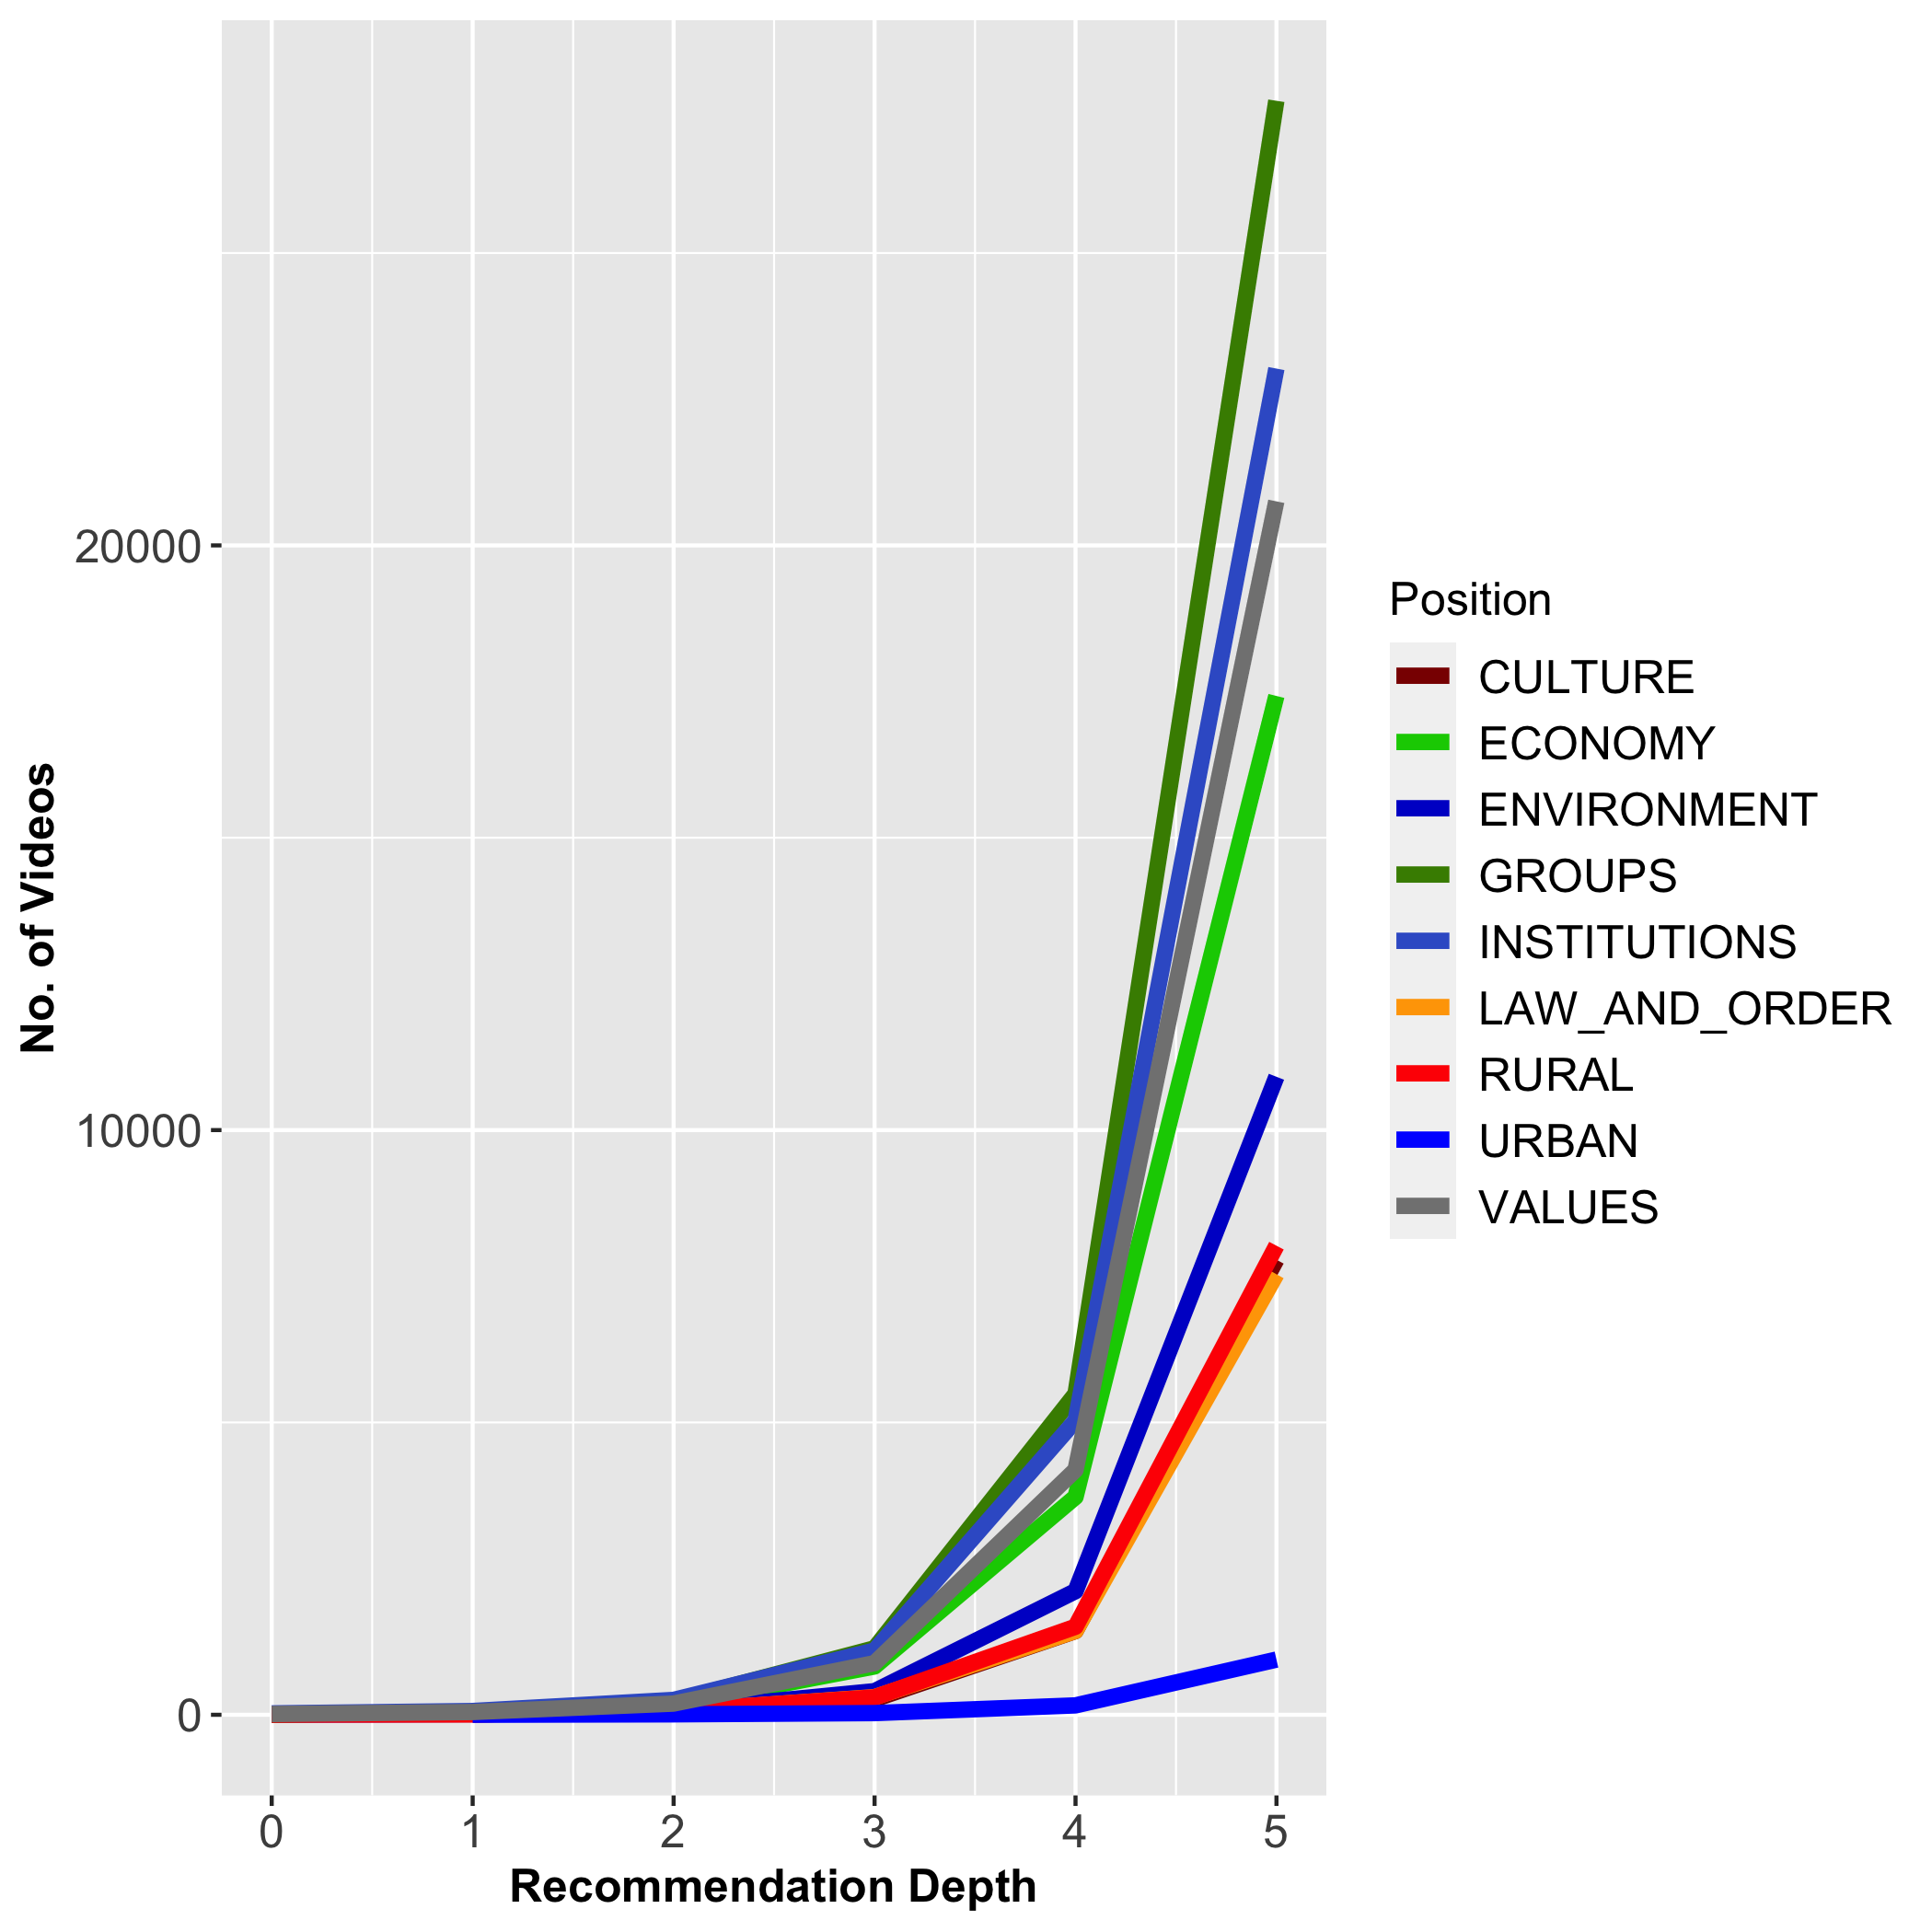 No. of Videos
20000
10000
0
0 1 2 3 4 5
Recommendation Depth
Position
CULTURE
ECONOMY
ENVIRONMENT
GROUPS
INSTITUTIONS
LAW_AND_ORDER
RURAL
URBAN
VALUES